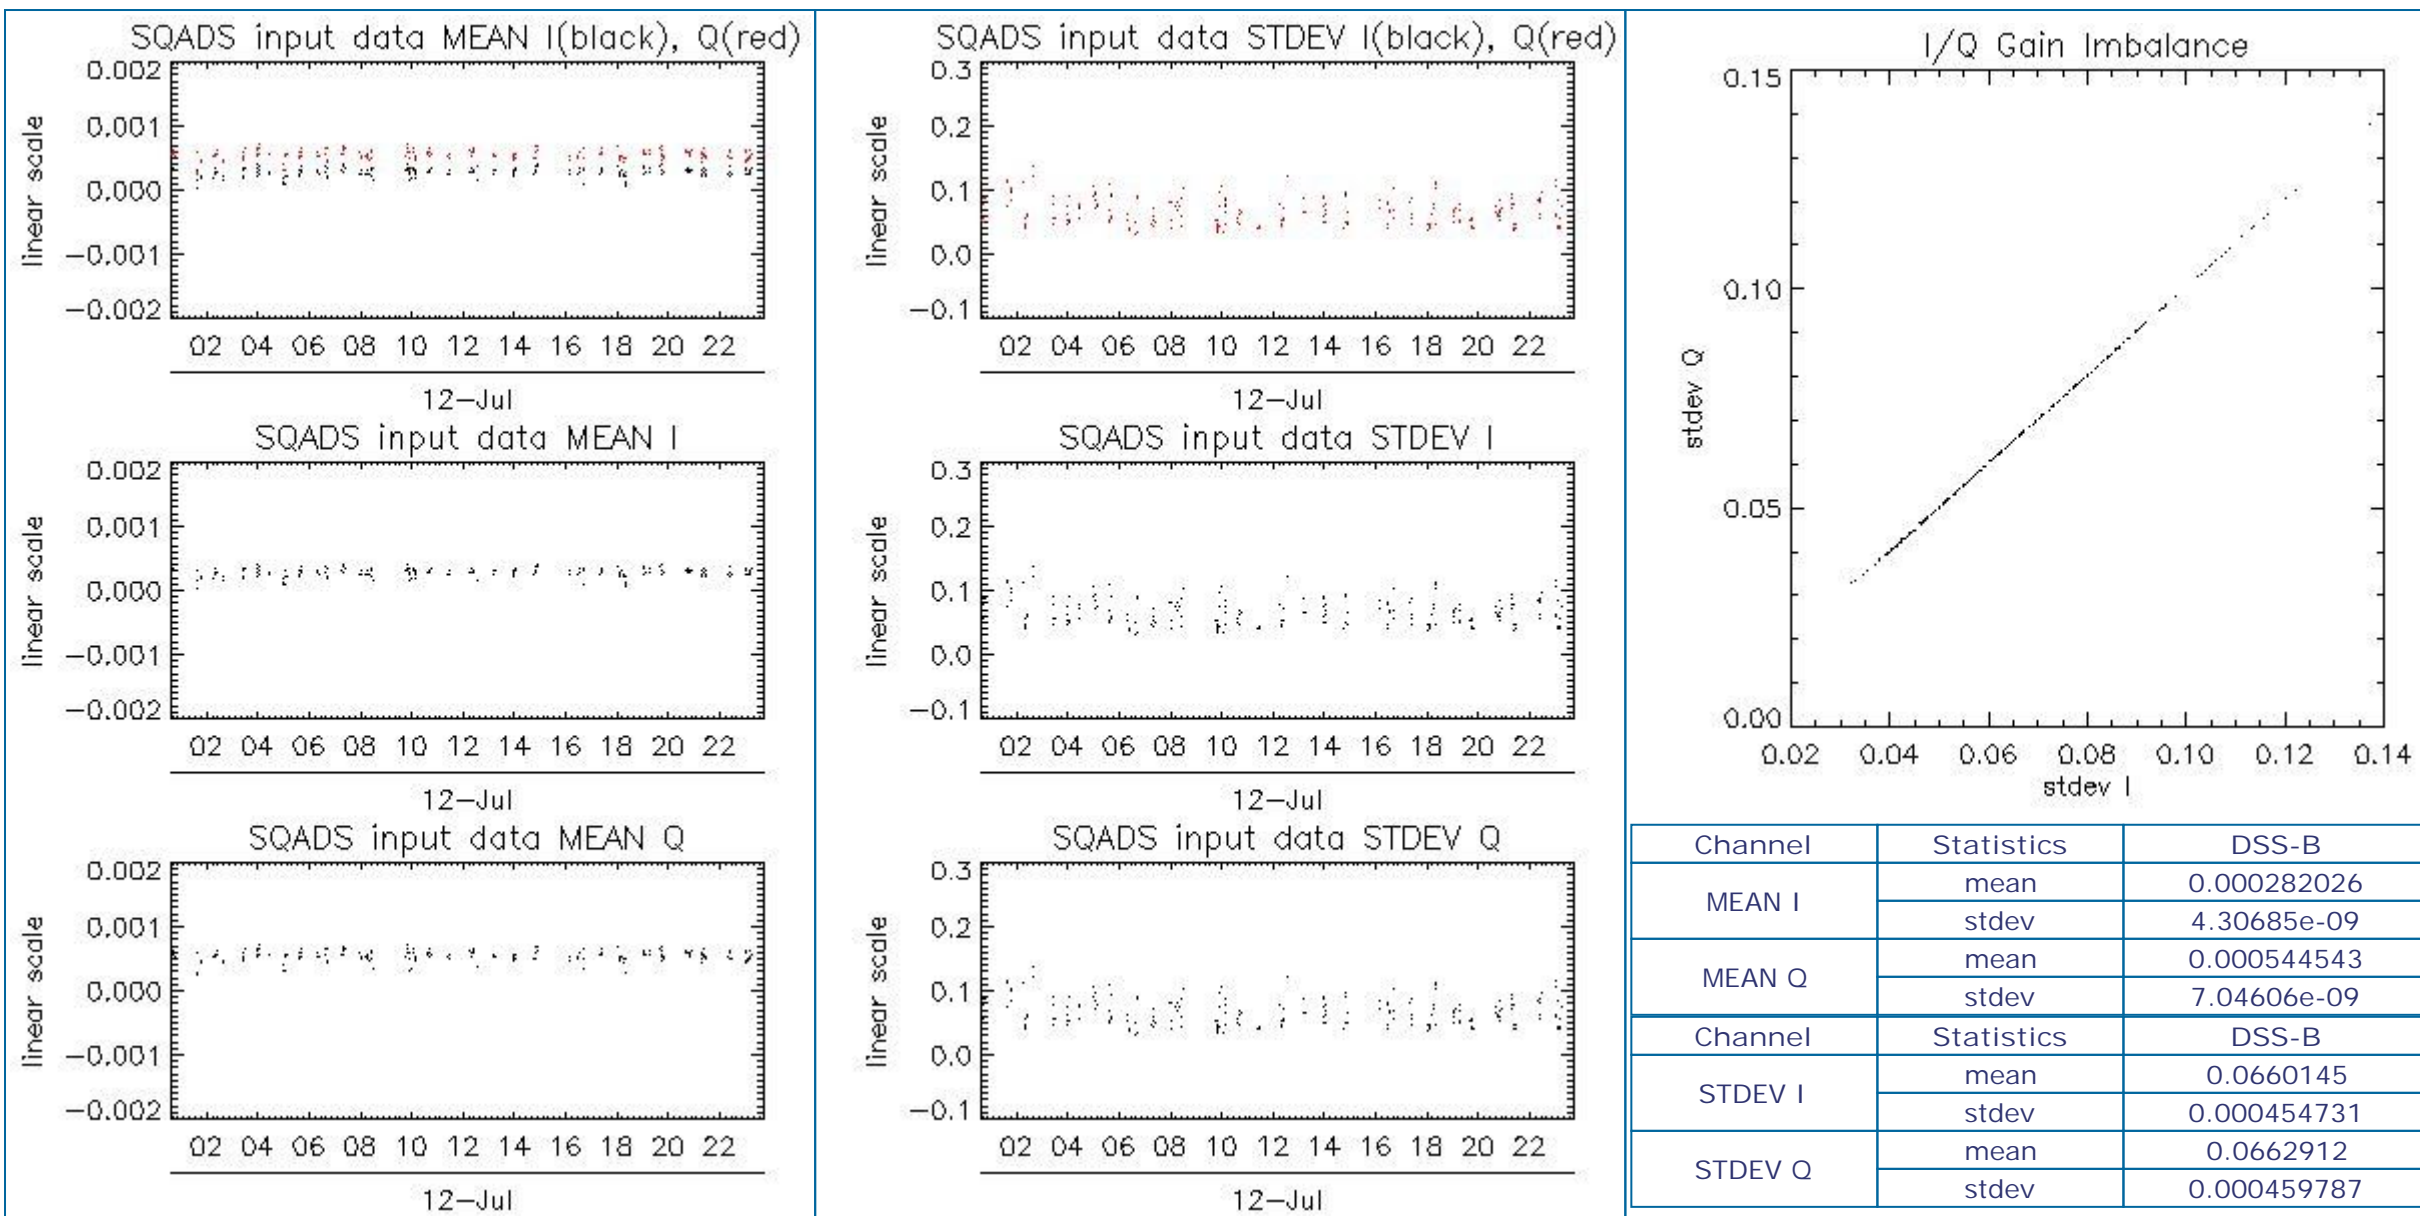 SQADS input data MEAN I(black), Q(red)
0.002
0.001
0.000
−0.001
−0.002
linear scale
02 04 06 08 10 12 14 16 18 20 22
12−Jul
SQADS input data MEAN I
0.002
0.001
0.000
−0.001
−0.002
linear scale
02 04 06 08 10 12 14 16 18 20 22
12−Jul
SQADS input data MEAN Q
0.002
0.001
0.000
−0.001
−0.002
linear scale
02 04 06 08 10 12 14 16 18 20 22
12−Jul
SQADS input data STDEV I(black), Q(red)
0.3
0.2
0.1
0.0
−0.1
linear scale
02 04 06 08 10 12 14 16 18 20 22
12−Jul
SQADS input data STDEV I
0.3
0.2
0.1
0.0
−0.1
linear scale
02 04 06 08 10 12 14 16 18 20 22
12−Jul
SQADS input data STDEV Q
0.3
0.2
0.1
0.0
−0.1
linear scale
02 04 06 08 10 12 14 16 18 20 22
12−Jul
I/Q Gain Imbalance
0.15
0.10
0.05
0.00
stdev Q
0.02 0.04 0.06 0.08 0.10 0.12 0.14
stdev I
Channel Statistics DSS-B
MEAN I mean 0.000282026
stdev 4.30685e-09
MEAN Q mean 0.000544543
stdev 7.04606e-09
Channel Statistics DSS-B
STDEV I mean 0.0660145
stdev 0.000454731
STDEV Q mean 0.0662912
stdev 0.000459787